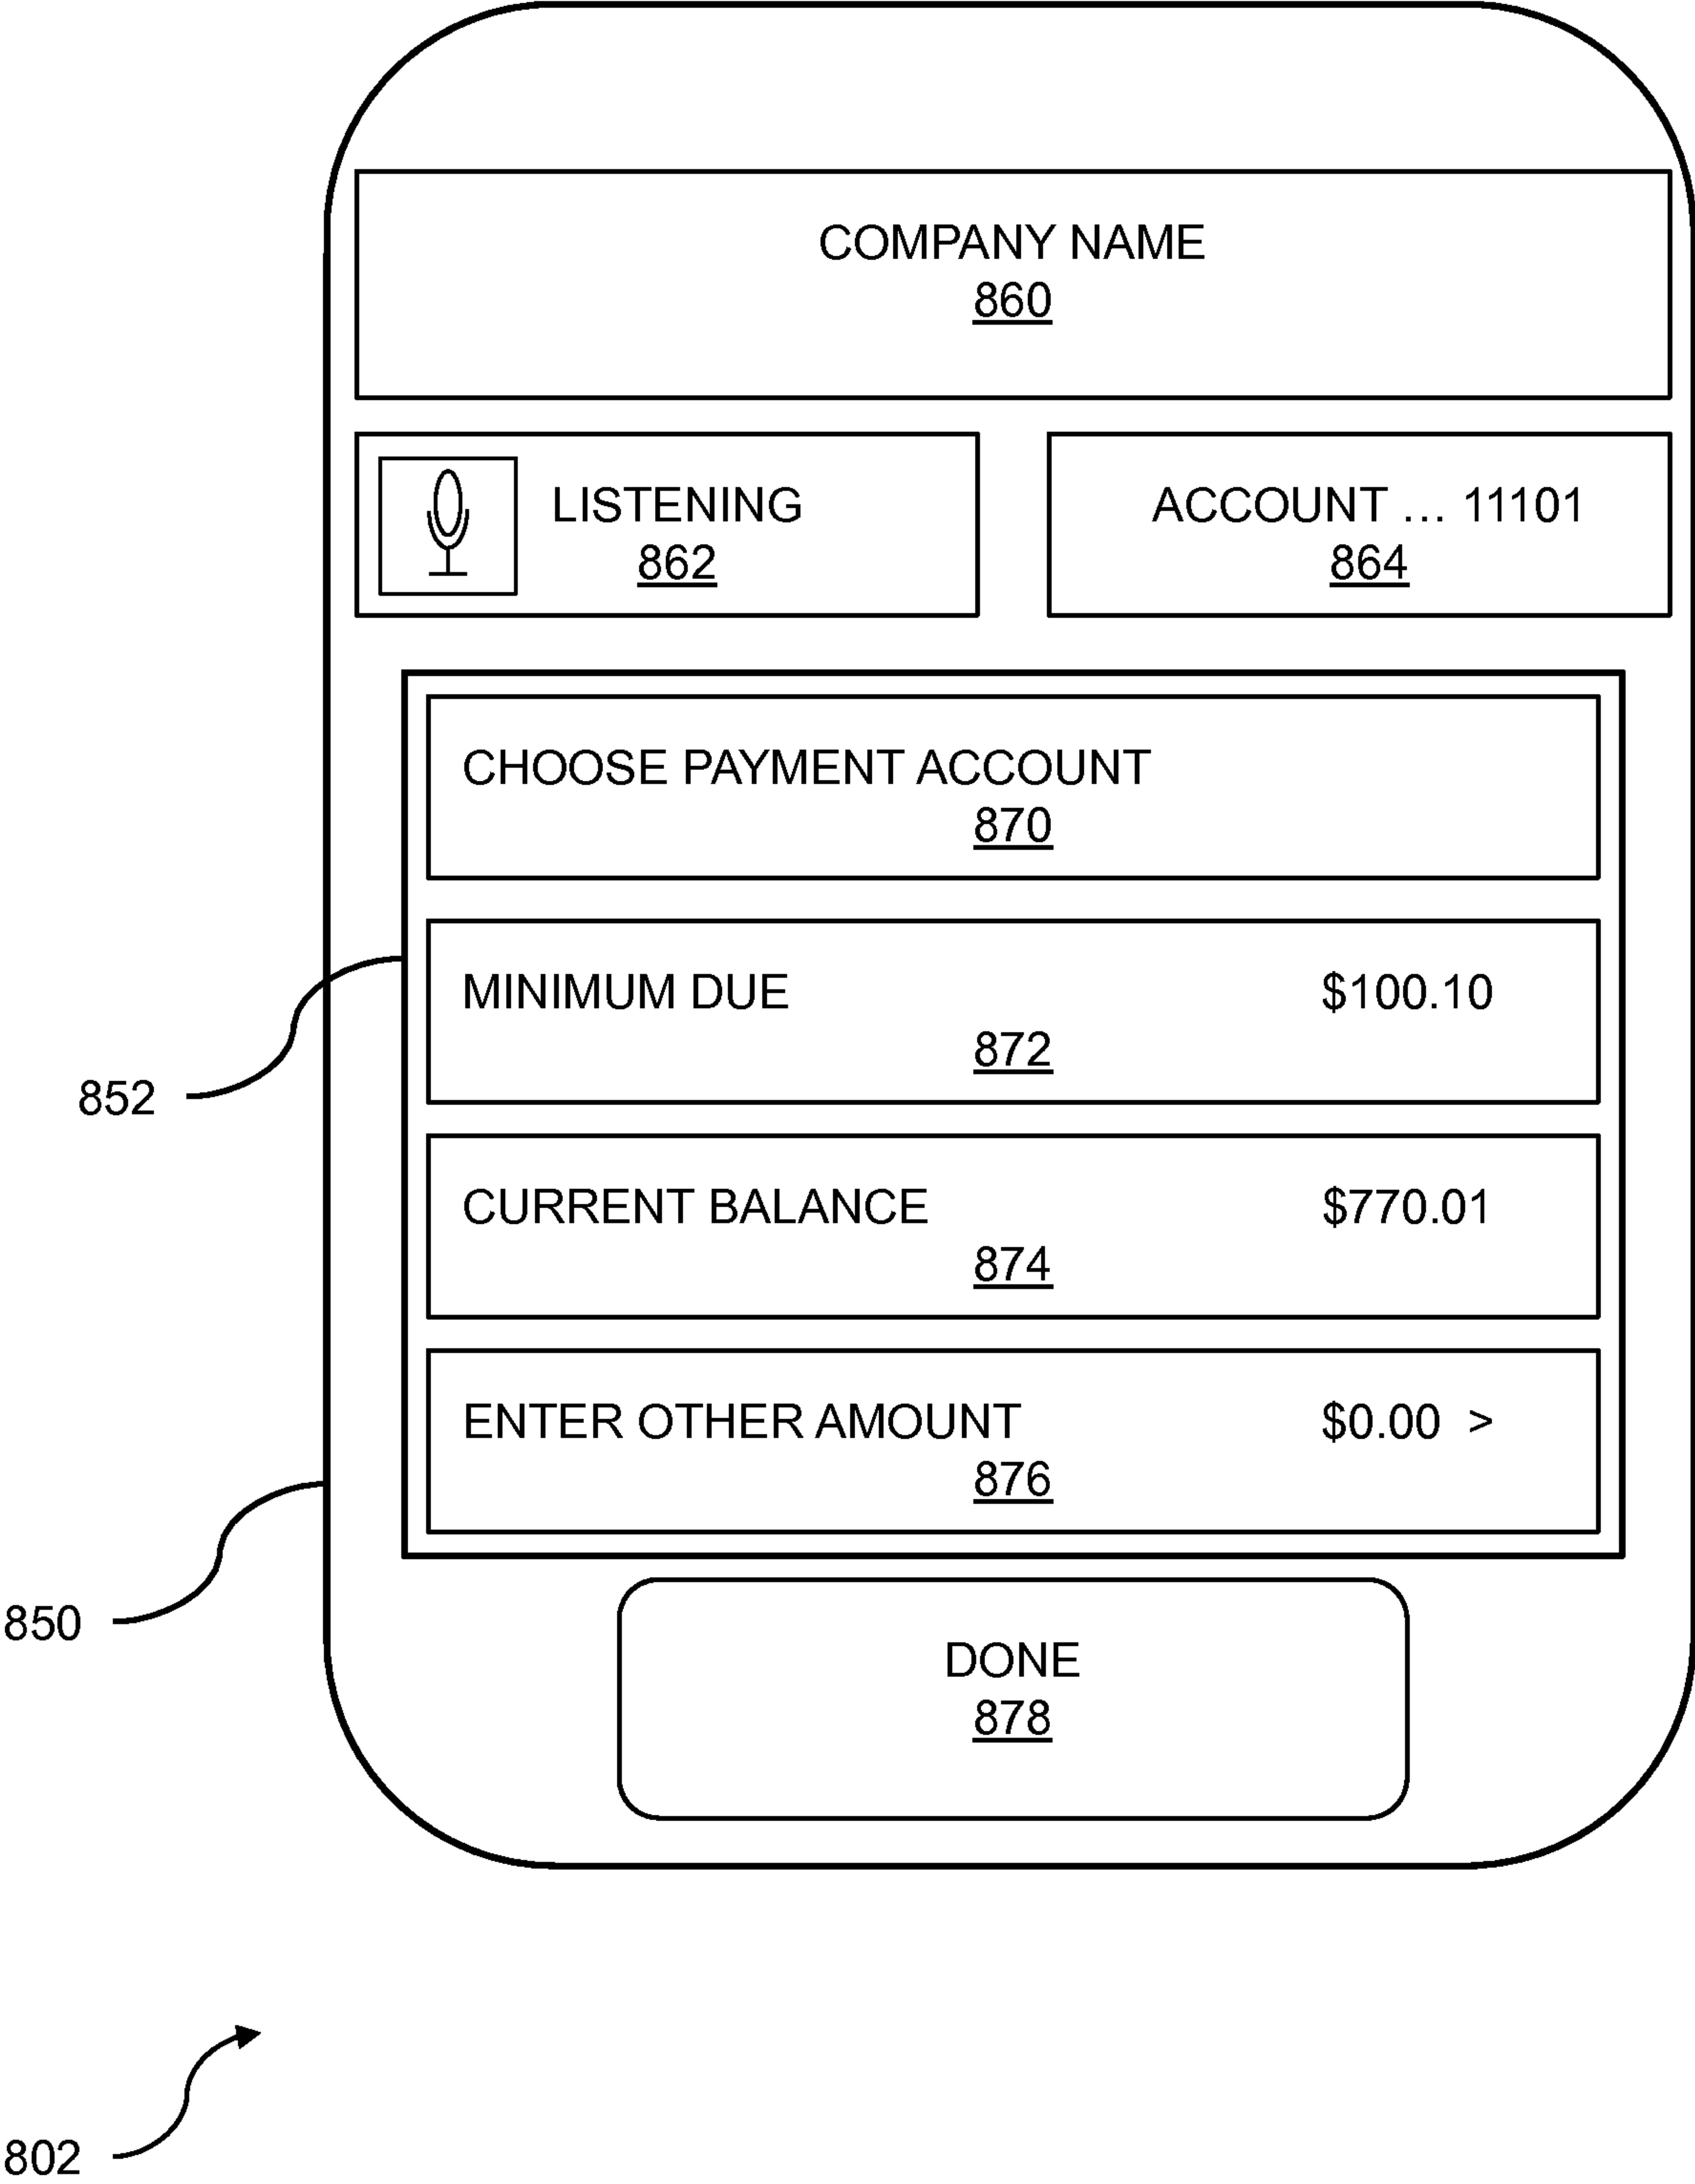 COMPANY NAME
860
LISTENING
862
ACCOUNT ... 11101
864
CHOOSE PAYMENT ACCOUNT
870
MINIMUM DUE $100.10
872
852
CURRENT BALANCE $770.01
874
ENTER OTHER AMOUNT $0.00 >
876
850
DONE
878
802